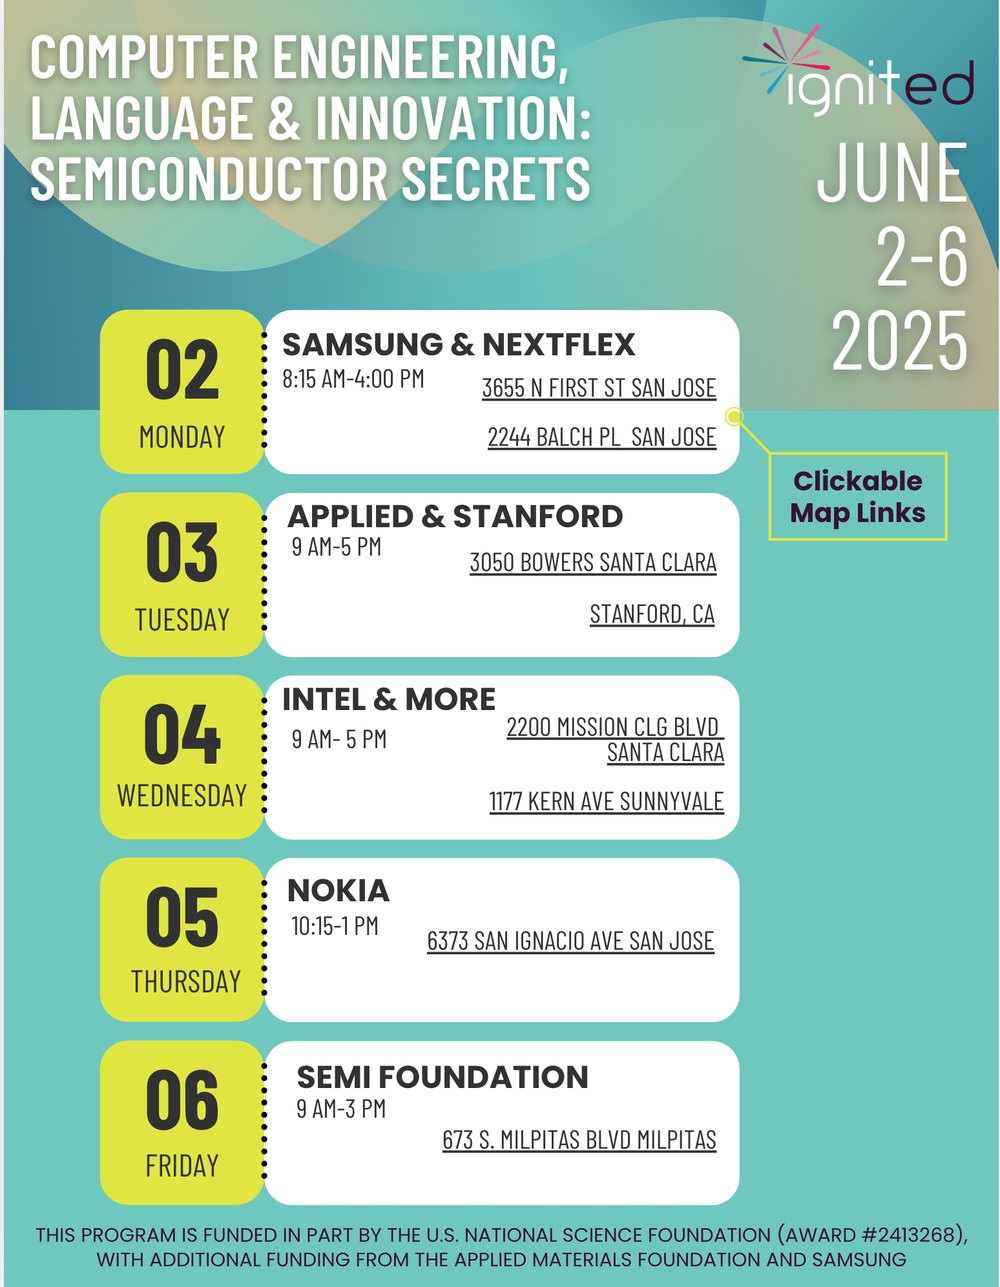 COMPUTER ENGINEERING,
LANGUAGE & INNOVATION:
SEMICONDUCTOR SECRETS
ignited
JUNE
2-6
2025
02
MONDAY
SAMSUNG & NEXTFLEX
8:15 AM-4:00 PM
3655 N FIRST ST SAN JOSE
2244 BALCH PL SAN JOSE
Clickable
Map Links
03
TUESDAY
APPLIED & STANFORD
9 AM-5 PM
3050 BOWERS SANTA CLARA
STANFORD, CA
04
WEDNESDAY
INTEL & MORE
9 AM- 5 PM
2200 MISSION CLG BLVD
SANTA CLARA
1177 KERN AVE SUNNYVALE
05
THURSDAY
NOKIA
10:15-1 PM
6373 SAN IGNACIO AVE SAN JOSE
06
FRIDAY
SEMI FOUNDATION
9 AM-3 PM
673 S. MILPITAS BLVD MILPITAS
THIS PROGRAM IS FUNDED IN PART BY THE U.S. NATIONAL SCIENCE FOUNDATION (AWARD #2413268),
WITH ADDITIONAL FUNDING FROM THE APPLIED MATERIALS FOUNDATION AND SAMSUNG